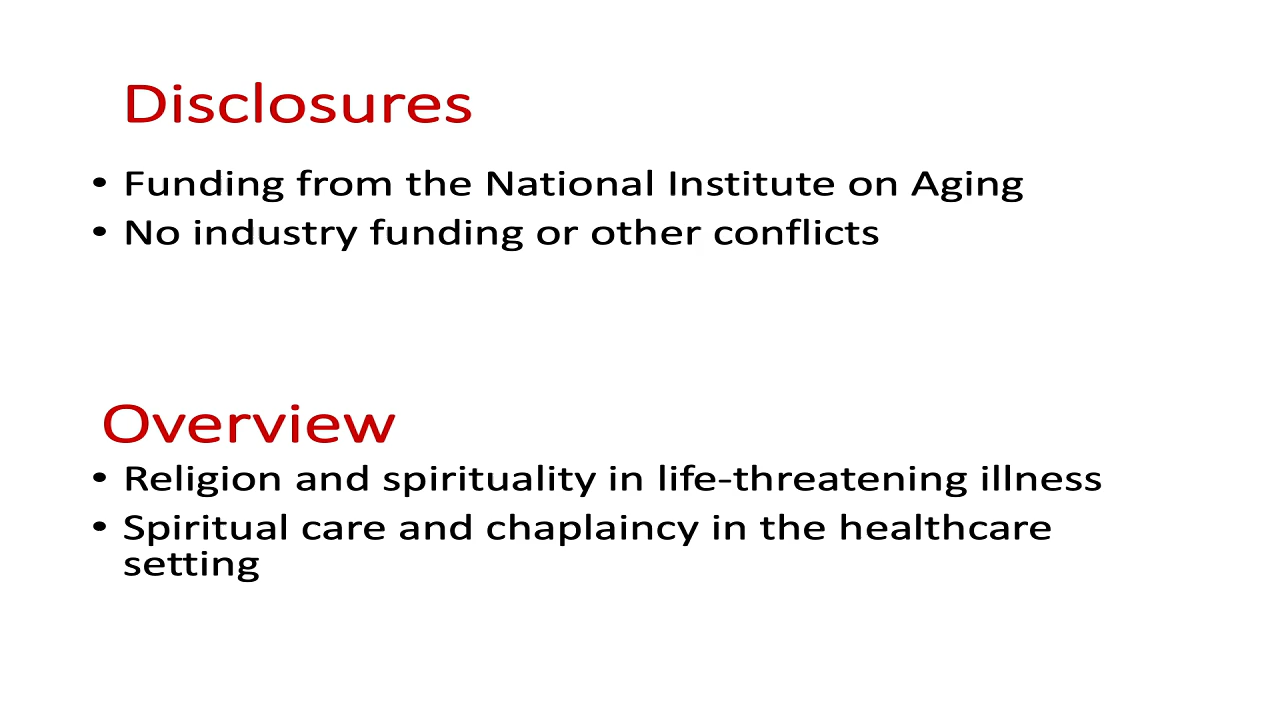 Disclosures
• Funding from the National Institute on Aging
• No industry funding or other conflicts
Overview
• Religion and spirituality in life-threatening illness
• Spiritual care and chaplaincy in the healthcare
setting